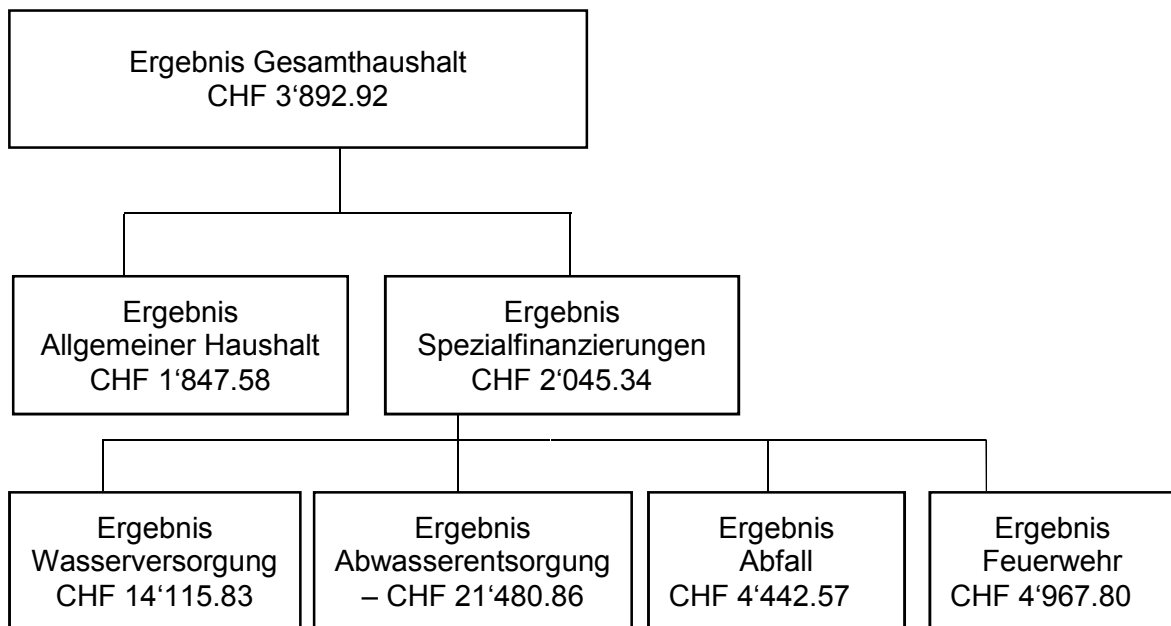 Ergebnis Gesamthaushalt
CHF 3‘892.92
Ergebnis
Allgemeiner Haushalt
CHF 1‘847.58
Ergebnis
Spezialfinanzierungen
CHF 2‘045.34
Ergebnis
Wasserversorgung
CHF 14‘115.83
Ergebnis
Abwasserentsorgung
– CHF 21‘480.86
Ergebnis
Abfall
CHF 4‘442.57
Ergebnis
Feuerwehr
CHF 4‘967.80